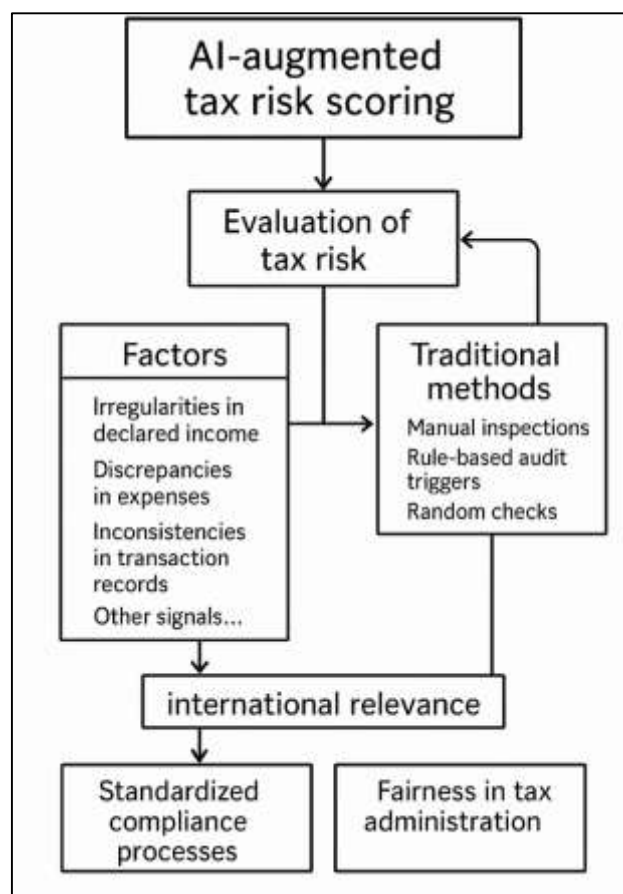 AI-augmented
tax risk scoring
Evaluation of
tax risk
Factors
Irregularities in
declared income
Discrepancies
in expenses
Inconsistencies
in transaction
records
Other signals...
Traditional
methods
Manual inspections
Rule-based audit
triggers
Random checks
international relevance
Standardized
compliance
processes
Fairness in tax
administration